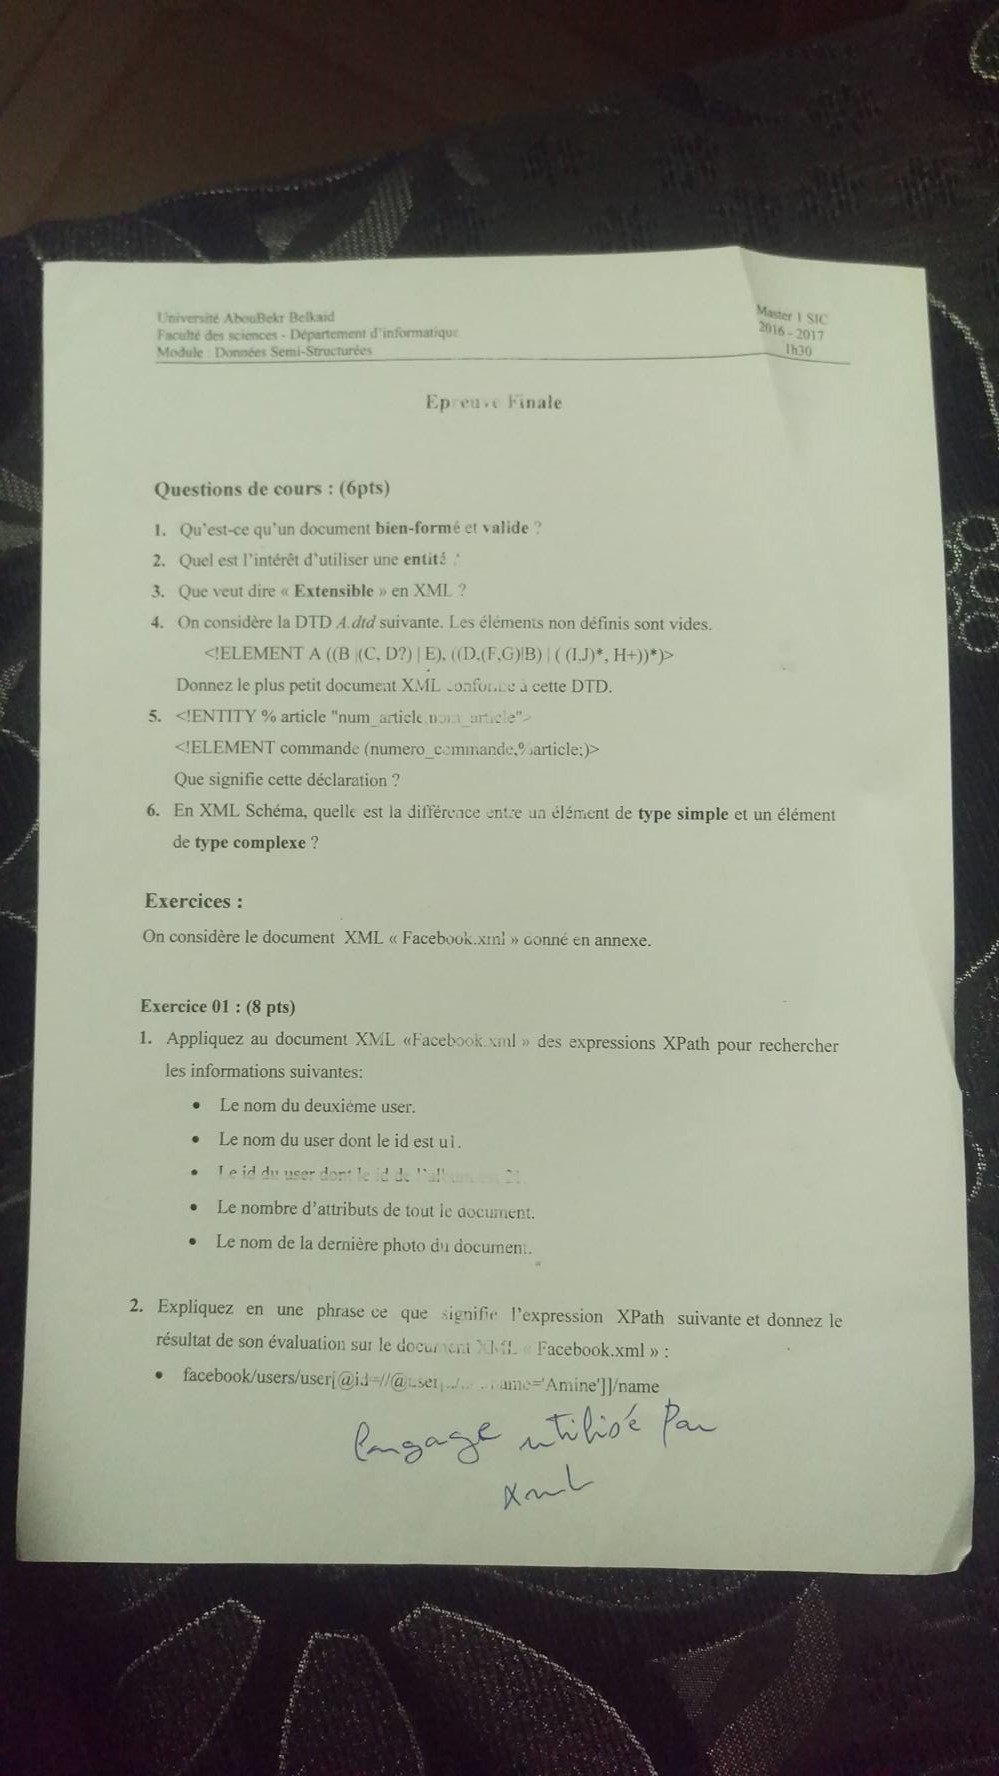 Université AbouBekr Belkaid
Faculté des sciences - Département d'informatique
Module : Données Semi-Structurées
Master 1 SIC
2016 - 2017
1h30
Epreuve Finale
Questions de cours : (6pts)
1. Qu'est-ce qu'un document bien-formé et valide ?
2. Quel est l'intérêt d'utiliser une entité
3. Que veut dire « Extensible » en XML ?
4. On considère la DTD A.dtd suivante. Les éléments non définis sont vides.
<!ELEMENT A ((B |(C, D?) | E), ((D,(F,G)|B) | ( (I,J)*, H+))*)>
Donnez le plus petit document XML conforme à cette DTD.
5. <!ENTITY % article "num_article,nom_article">
<!ELEMENT commande (numero_commande,%article;)>
Que signifie cette déclaration ?
6. En XML Schéma, quelle est la différence entre un élément de type simple et un élément
de type complexe ?
Exercices :
On considère le document XML « Facebook.xml » donné en annexe.
Exercice 01 : (8 pts)
1. Appliquez au document XML «Facebook.xml » des expressions XPath pour rechercher
les informations suivantes:
• Le nom du deuxième user.
• Le nom du user dont le id est u1.
• Le id du user dont le id de l'album est
• Le nombre d'attributs de tout le document.
• Le nom de la dernière photo du document.
2. Expliquez en une phrase ce que signifie l'expression XPath suivante et donnez le
résultat de son évaluation sur le document XML « Facebook.xml » :
• facebook/users/user[@id=//@user[ ='Amine']]/name
langage utilisé Par
XmL